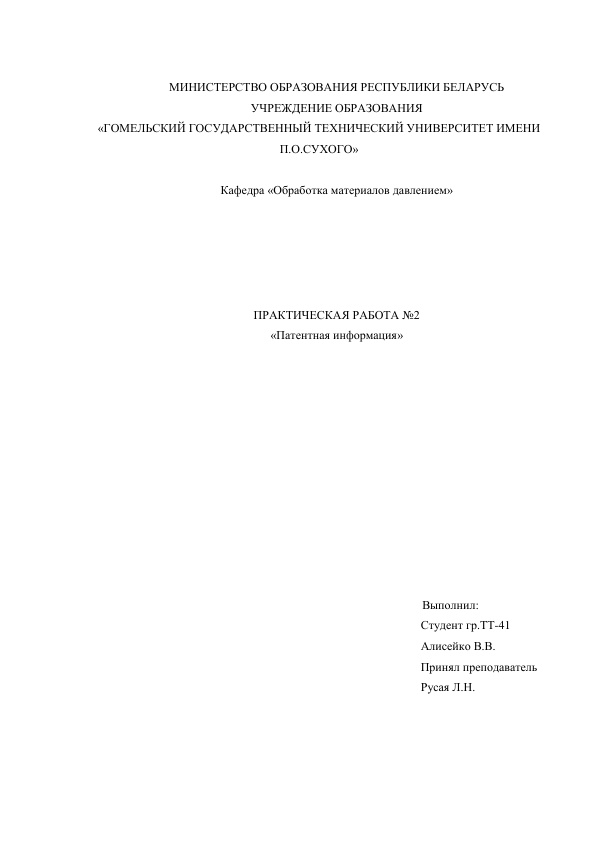 МИНИСТЕРСТВО ОБРАЗОВАНИЯ РЕСПУБЛИКИ БЕЛАРУСЬ
УЧРЕЖДЕНИЕ ОБРАЗОВАНИЯ
«ГОМЕЛЬСКИЙ ГОСУДАРСТВЕННЫЙ ТЕХНИЧЕСКИЙ УНИВЕРСИТЕТ ИМЕНИ
П.О.СУХОГО»
Кафедра «Обработка материалов давлением»
ПРАКТИЧЕСКАЯ РАБОТА №2
«Патентная информация»
Выполнил:
Студент гр.ТТ-41
Алисейко В.В.
Принял преподаватель
Русая Л.Н.